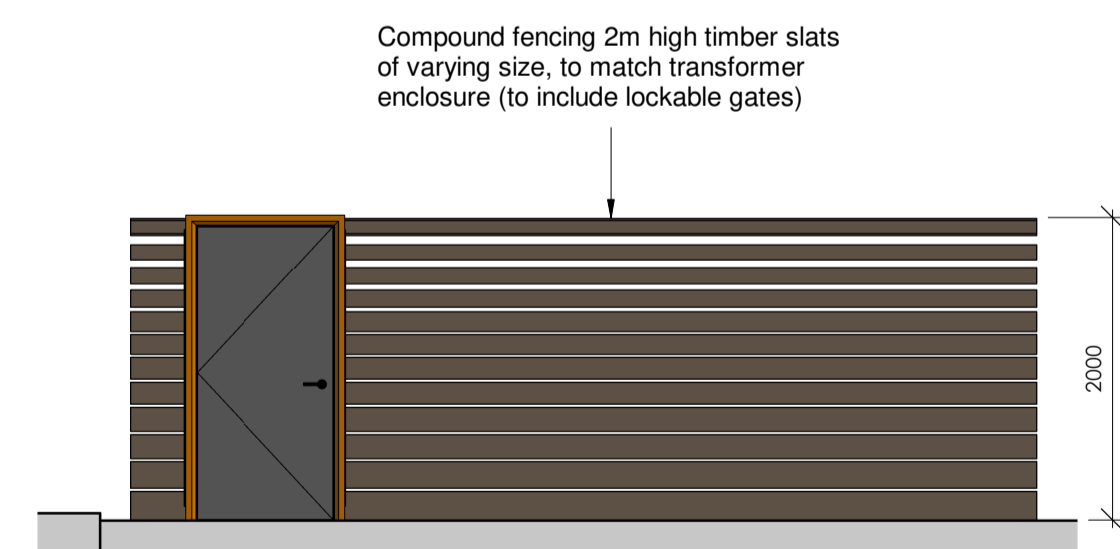 Compound fencing 2m high timber slats
of varying size, to match transformer
enclosure (to include lockable gates)
2000